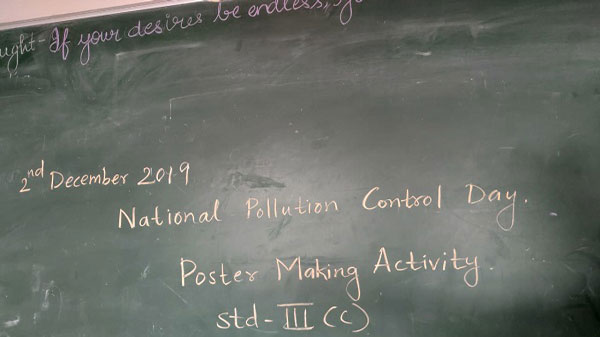 ught- If your desires be endless,
2nd December 2019
National Pollution Control Day.
Poster Making Activity.
std - III (C)